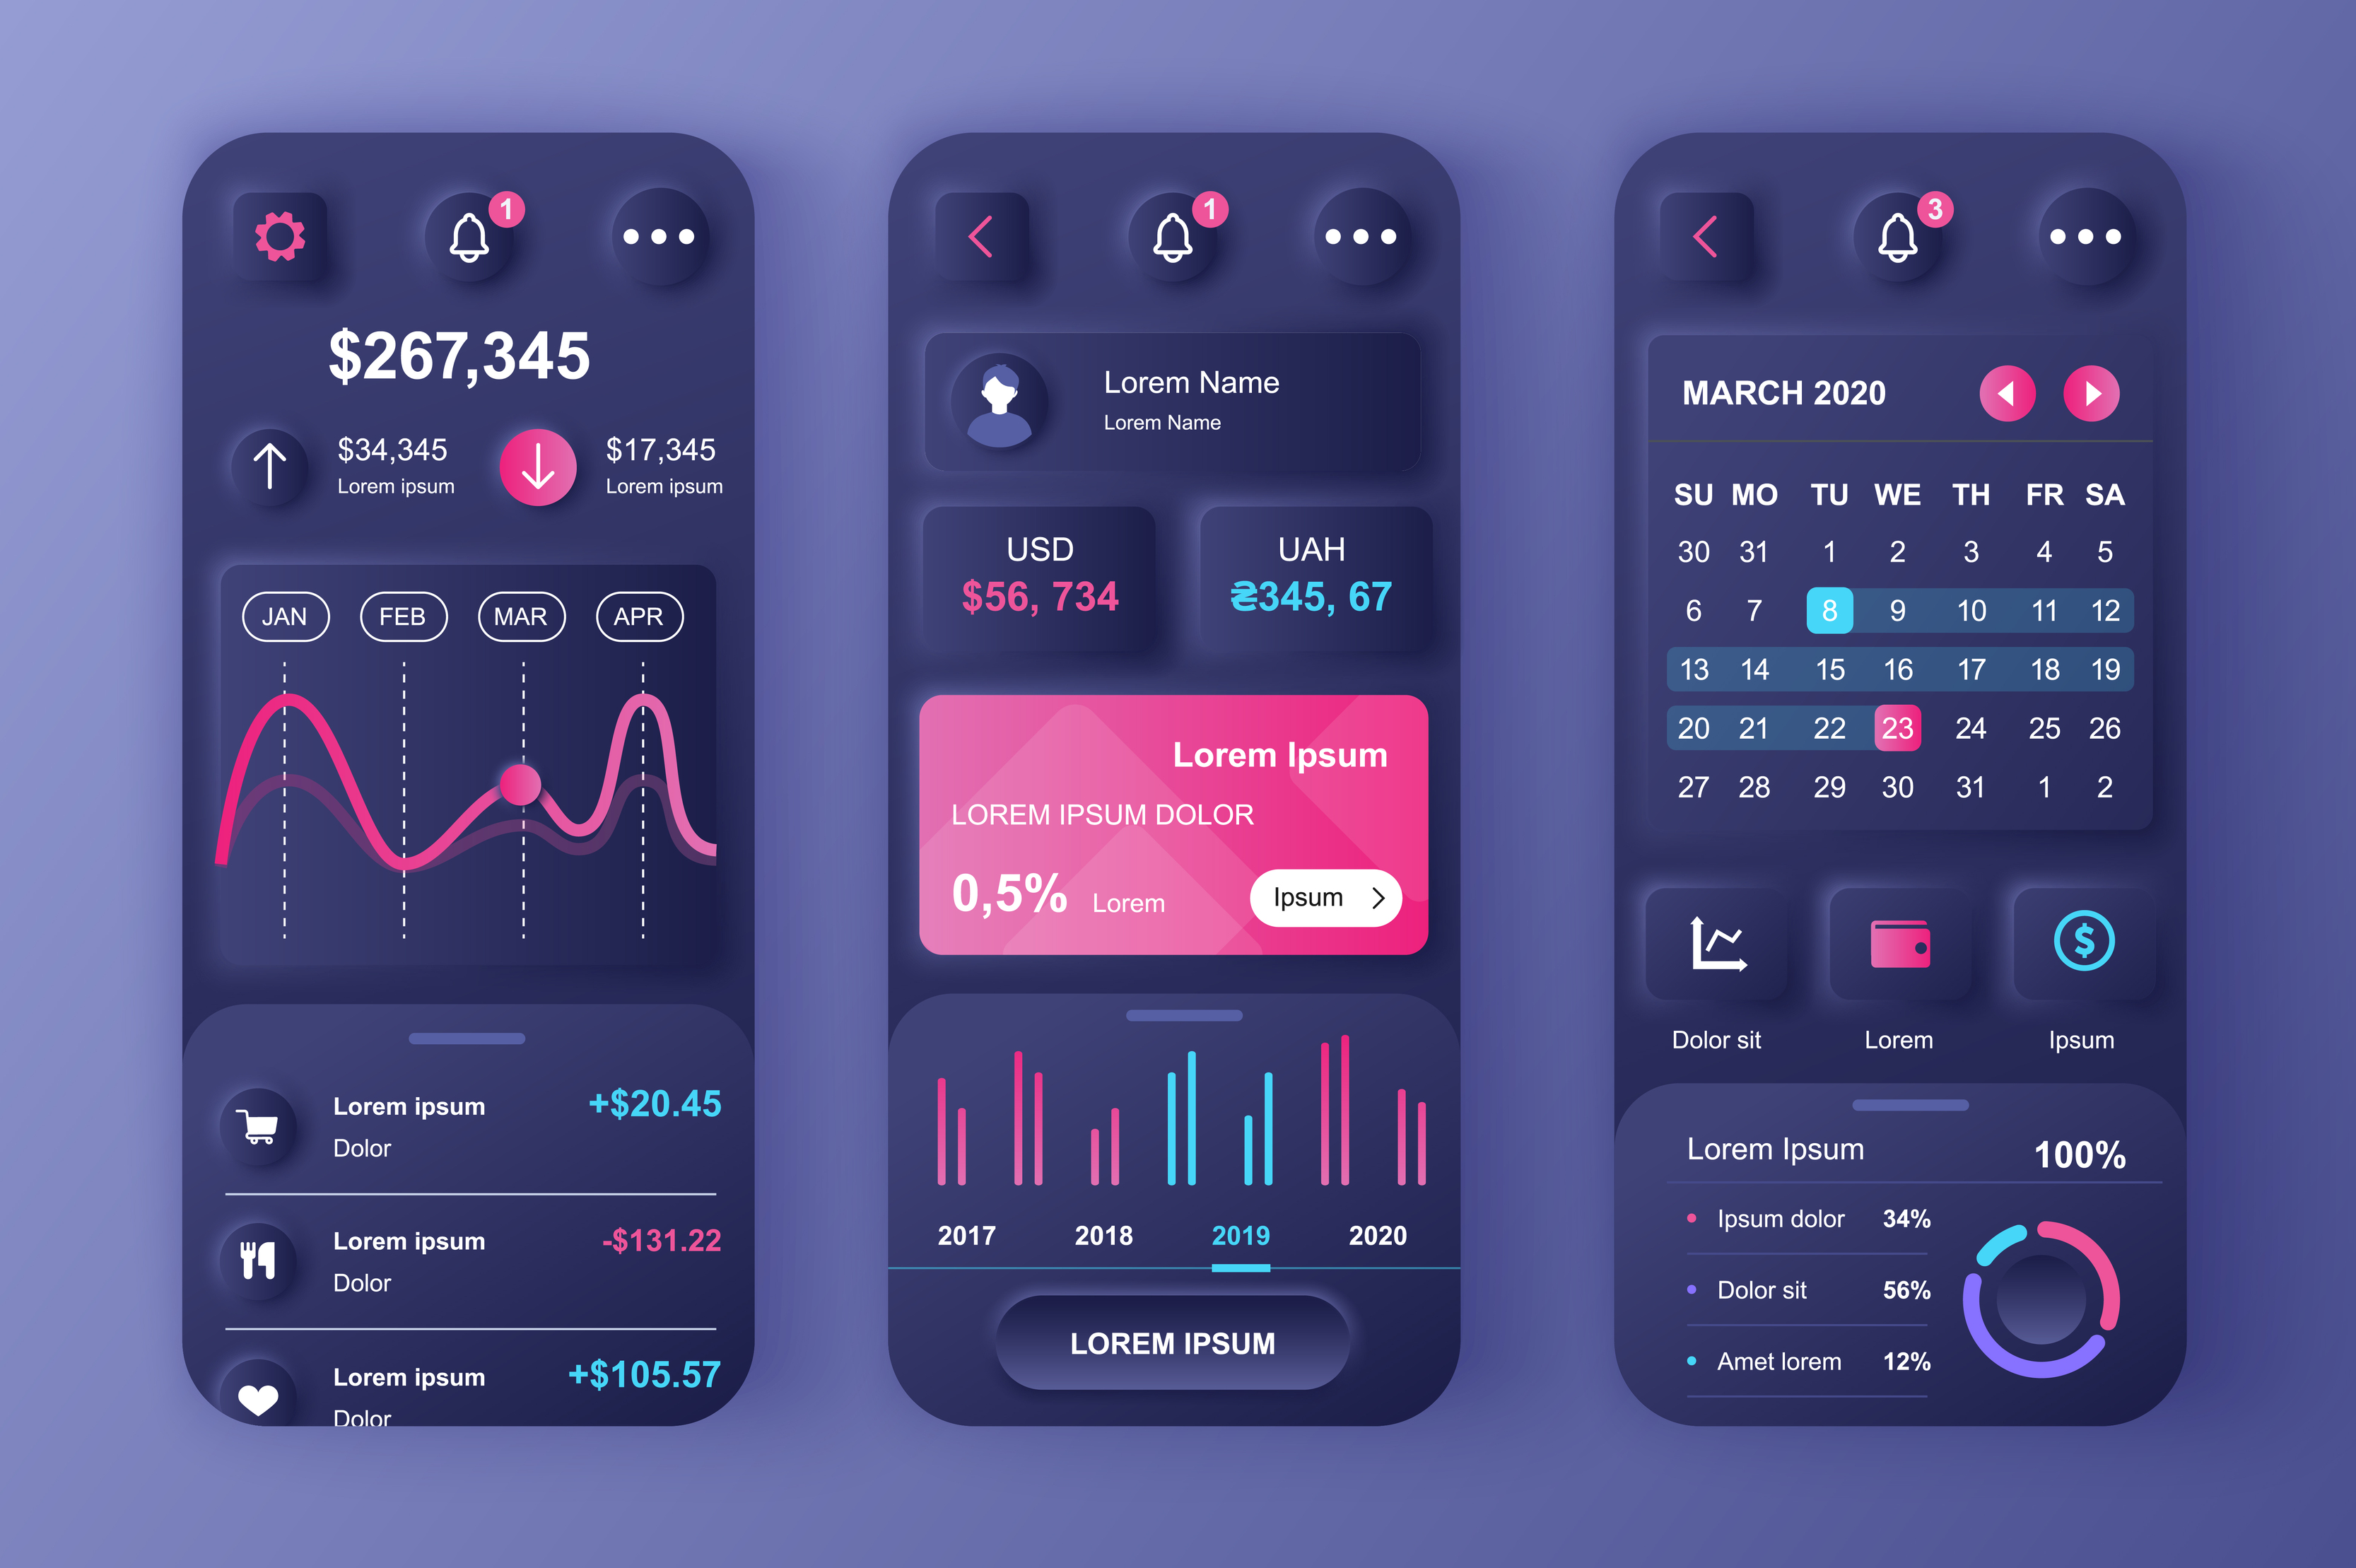 1
$267,345
$34,345
Lorem ipsum
$17,345
Lorem ipsum
JAN FEB MAR APR
Lorem ipsum
+$20.45
Dolor
Lorem ipsum
-$131.22
Dolor
Lorem ipsum
+$105.57
Dolor
1
Lorem Name
Lorem Name
USD
$56, 734
UAH
₴345, 67
Lorem Ipsum
LOREM IPSUM DOLOR
0,5% Lorem
Ipsum
2017 2018 2019 2020
LOREM IPSUM
3
MARCH 2020
SU MO TU WE TH FR SA
30 31 1 2 3 4 5
6 7 8 9 10 11 12
13 14 15 16 17 18 19
20 21 22 23 24 25 26
27 28 29 30 31 1 2
$
Dolor sit Lorem Ipsum
Lorem Ipsum 100%
Ipsum dolor 34%
Dolor sit 56%
Amet lorem 12%